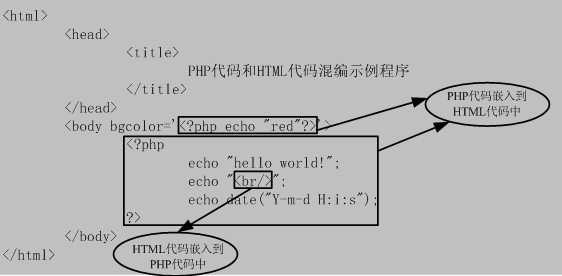 <html>
<head>
<title>
PHP代码和HTML代码混编示例程序
</title>
</head>
<body bgcolor='<?php echo "red"?>'>
<?php
echo "hello world!";
echo "<br/>";
echo date("Y-m-d H:i:s");
?>
</body>
</html>
PHP代码嵌入到
HTML代码中
HTML代码嵌入到
PHP代码中